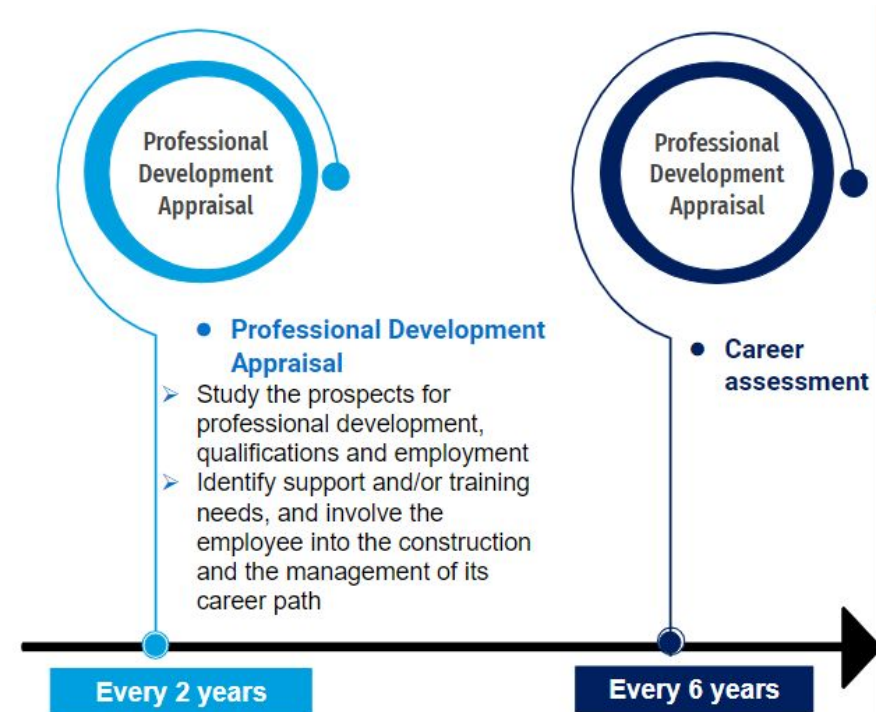 Professional
Development
Appraisal
Professional
Development
Appraisal
● Professional Development
Appraisal
➢ Study the prospects for
professional development,
qualifications and employment
➢ Identify support and/or training
needs, and involve the
employee into the construction
and the management of its
career path
● Career
assessment
Every 2 years
Every 6 years